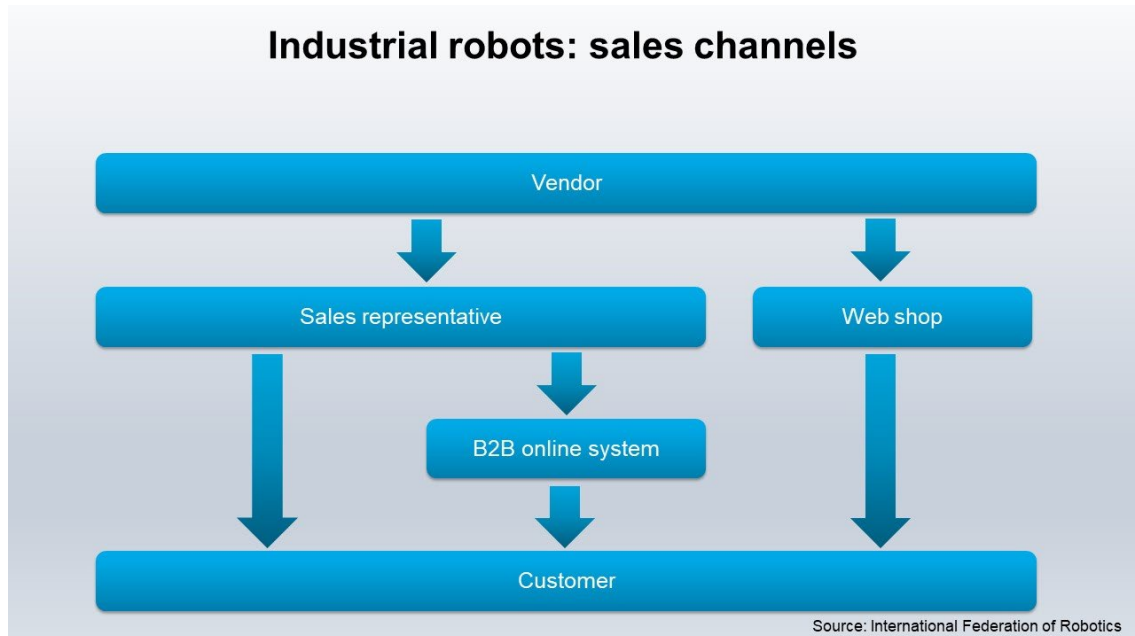 Industrial robots: sales channels
Vendor
Sales representative
Web shop
B2B online system
Customer
Source: International Federation of Robotics